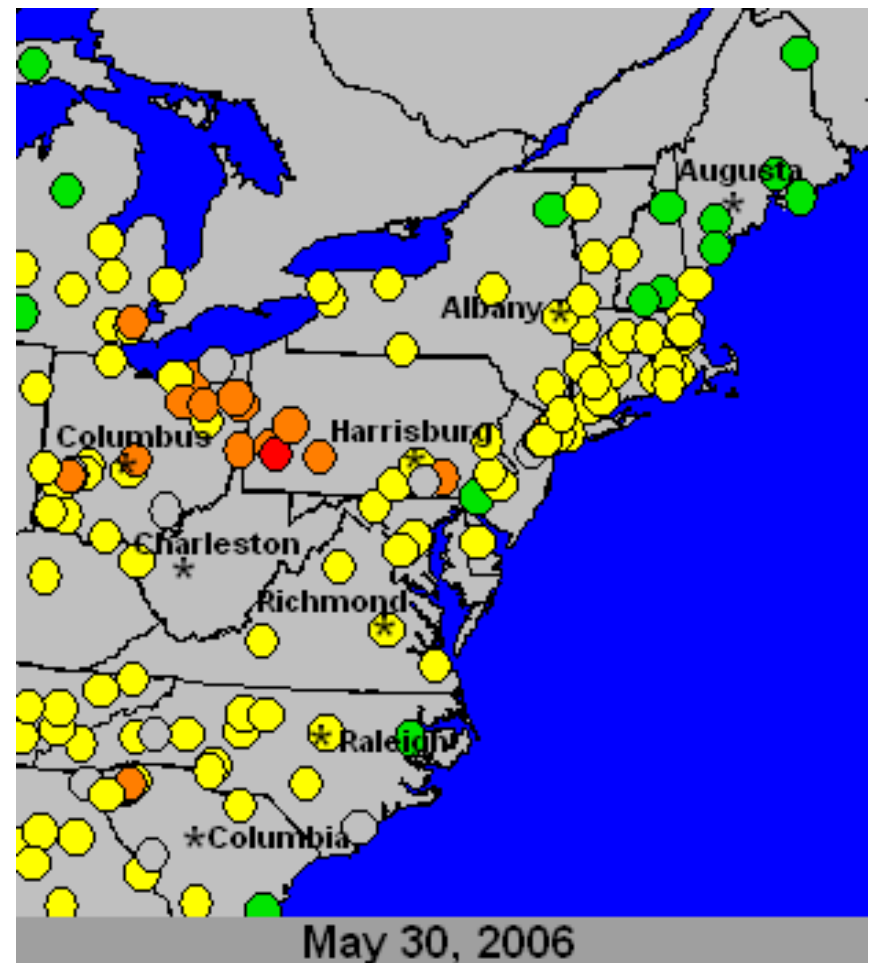 Augusta
*
Albany *
Columbus
*
Harrisburg
*
Charleston
*
Richmond
*
* Raleigh
*Columbia
May 30, 2006